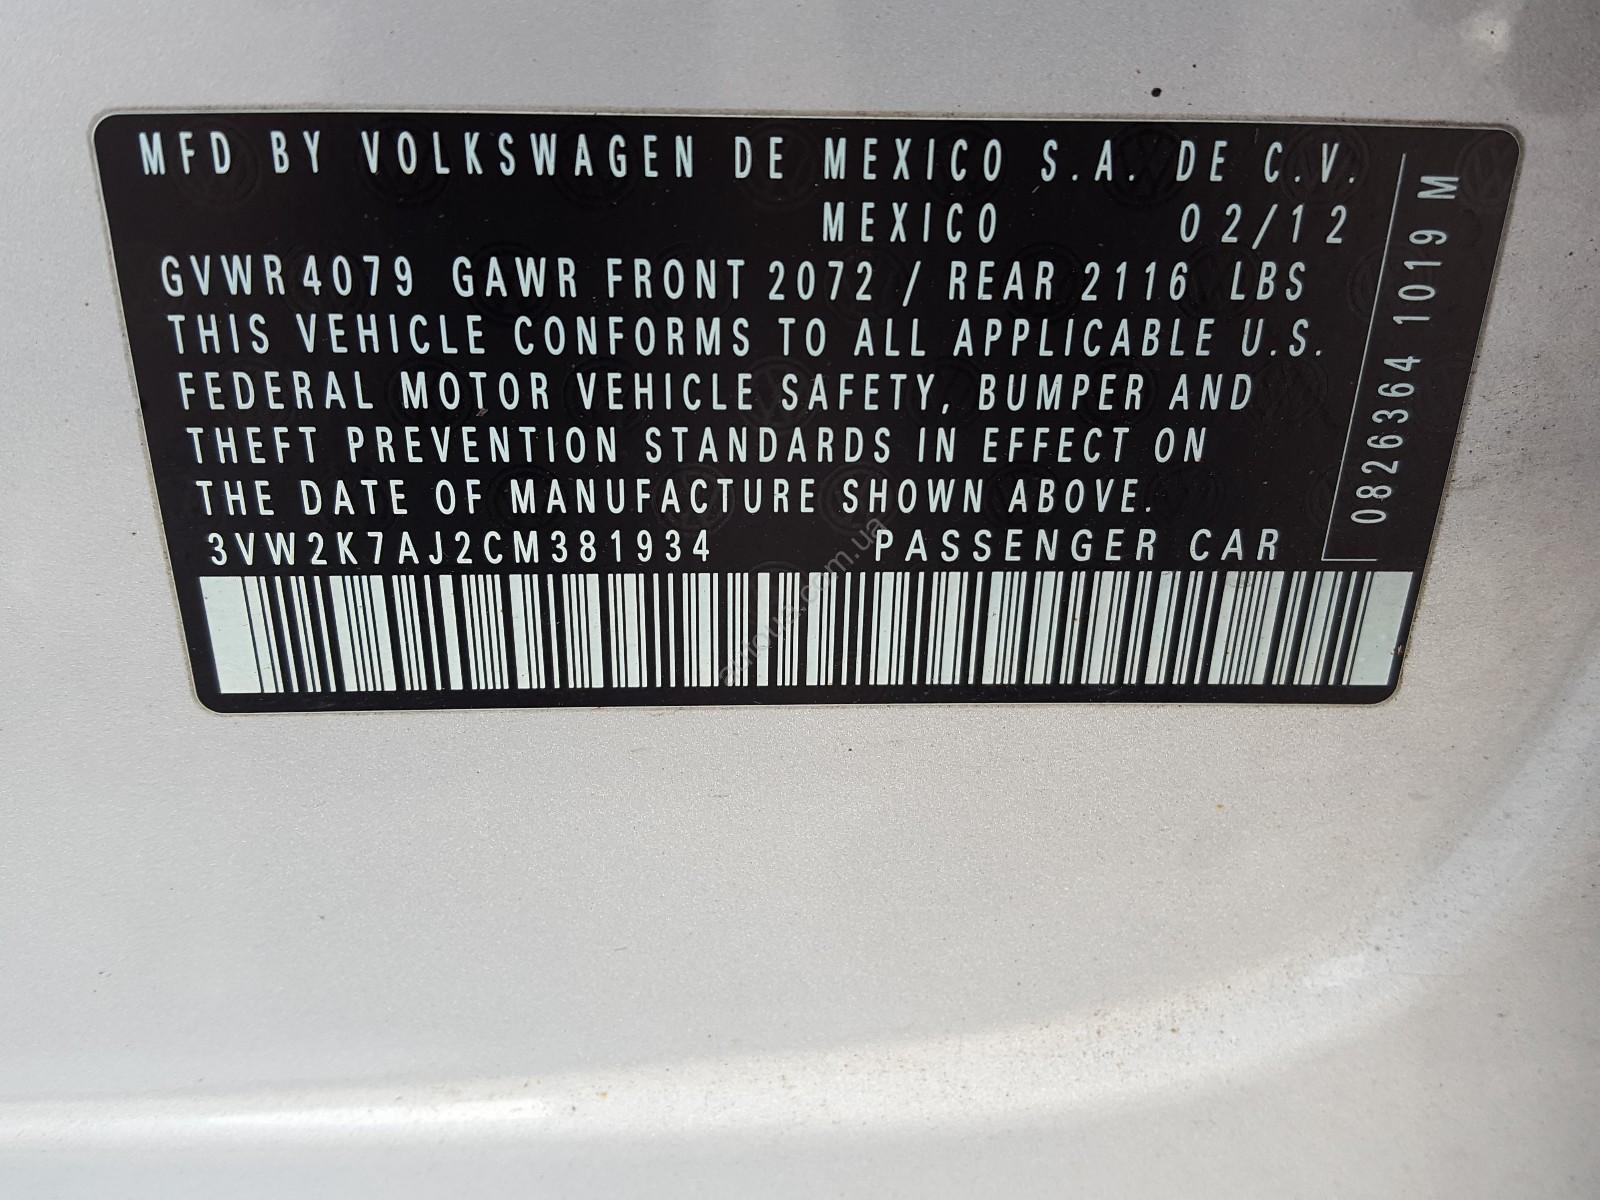 MFD BY VOLKSWAGEN DE MEXICO S.A. DE C.V.
MEXICO 02/12
GVWR 4079 GAWR FRONT 2072 / REAR 2116 LBS
THIS VEHICLE CONFORMS TO ALL APPLICABLE U.S.
FEDERAL MOTOR VEHICLE SAFETY, BUMPER AND
THEFT PREVENTION STANDARDS IN EFFECT ON
THE DATE OF MANUFACTURE SHOWN ABOVE.
3VW2K7AJ2CM381934 PASSENGER CAR
0826364 1019 M